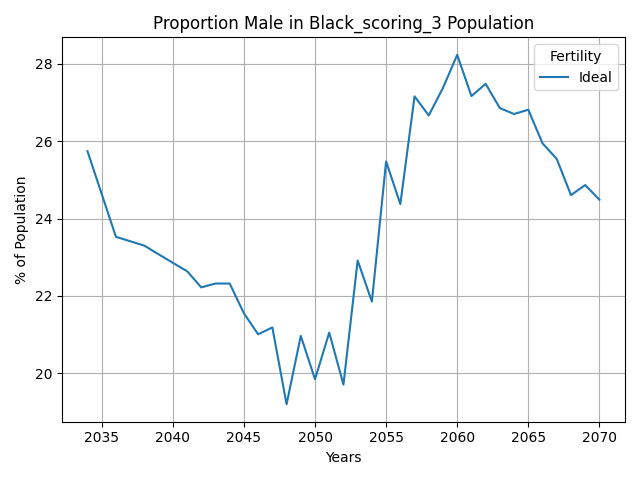 Proportion Male in Black_scoring_3 Population
Fertility
Ideal
% of Population
28
26
24
22
20
2035 2040 2045 2050 2055 2060 2065 2070
Years